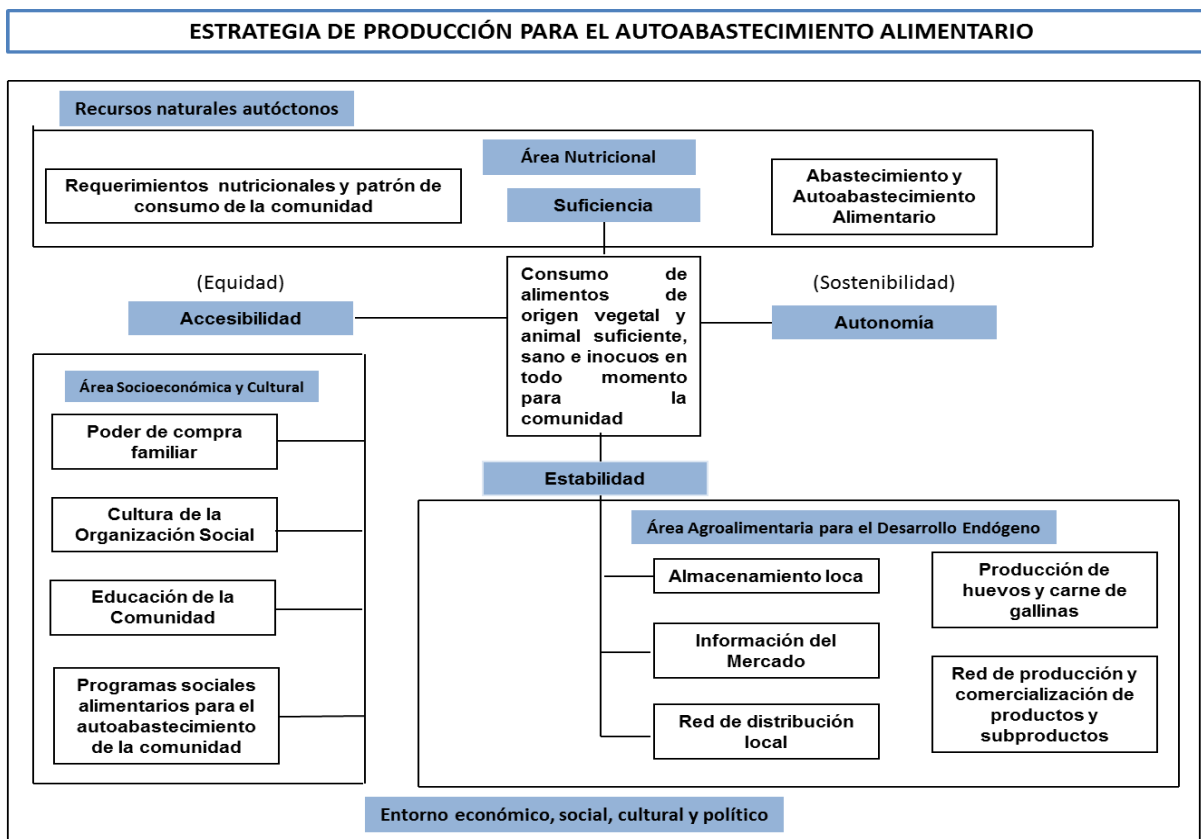 ESTRATEGIA DE PRODUCCIÓN PARA EL AUTOABASTECIMIENTO ALIMENTARIO
Recursos naturales autóctonos
Área Nutricional
Requerimientos nutricionales y patrón de
consumo de la comunidad
Suficiencia
Abastecimiento y
Autoabastecimiento
Alimentario
(Equidad)
Accesibilidad
Consumo de
alimentos de
origen vegetal y
animal suficiente,
sano e inocuos en
todo momento
para la
comunidad
(Sostenibilidad)
Autonomía
Área Socioeconómica y Cultural
Poder de compra
familiar
Cultura de la
Organización Social
Educación de la
Comunidad
Programas sociales
alimentarios para el
autoabastecimiento
de la comunidad
Estabilidad
Área Agroalimentaria para el Desarrollo Endógeno
Almacenamiento loca
Información del
Mercado
Red de distribución
local
Producción de
huevos y carne de
gallinas
Red de producción y
comercialización de
productos y
subproductos
Entorno económico, social, cultural y político